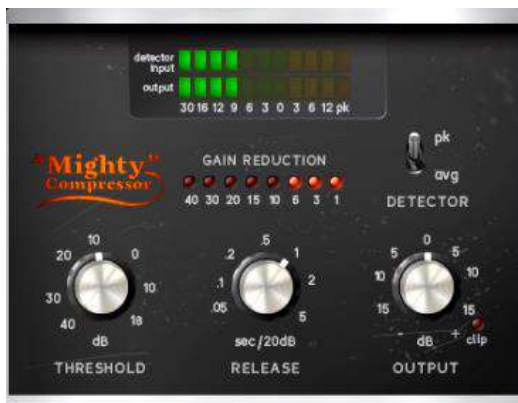 detector input
output
30 16 12 9 6 3 0 3 6 12 pk
"Mighty"
Compressor
GAIN REDUCTION
40 30 20 15 10 6 3 1
pk
avg
DETECTOR
10
20 0
30 10
40 18
dB
THRESHOLD
.5
.2 1
.1 2
.05 5
sec/20dB
RELEASE
0
5 5
10 10
15 15
- dB + clip
OUTPUT